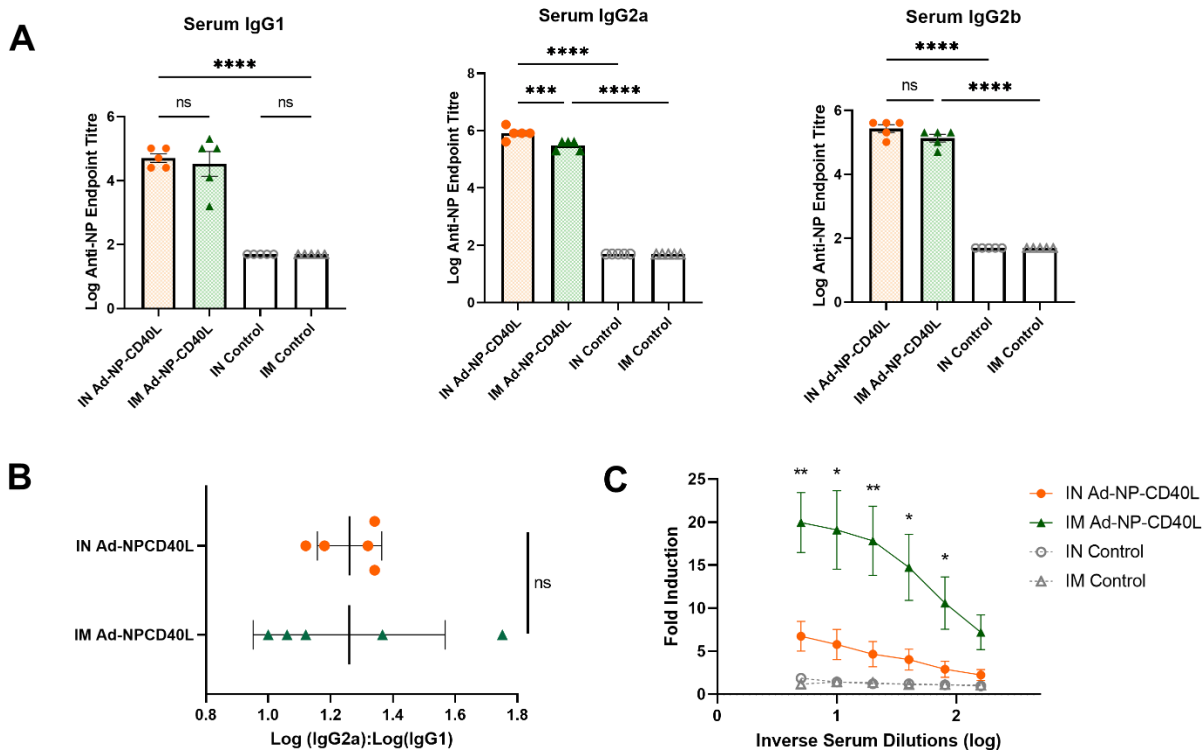 A
Serum IgG1
Log Anti-NP Endpoint Titre
6
4
2
0
****
ns
ns
IN Ad-NP-CD40L
IM Ad-NP-CD40L
IN Control
IM Control
Serum IgG2a
Log Anti-NP Endpoint Titre
8
6
4
2
0
****
***
****
IN Ad-NP-CD40L
IM Ad-NP-CD40L
IN Control
IM Control
Serum IgG2b
Log Anti-NP Endpoint Titre
6
4
2
0
****
ns
****
IN Ad-NP-CD40L
IM Ad-NP-CD40L
IN Control
IM Control
B
IN Ad-NPCD40L
IM Ad-NPCD40L
ns
0.8 1.0 1.2 1.4 1.6 1.8
Log (IgG2a):Log(IgG1)
C
Fold Induction
25
20
15
10
5
0
** * ** * *
0 1 2
Inverse Serum Dilutions (log)
IN Ad-NP-CD40L
IM Ad-NP-CD40L
IN Control
IM Control